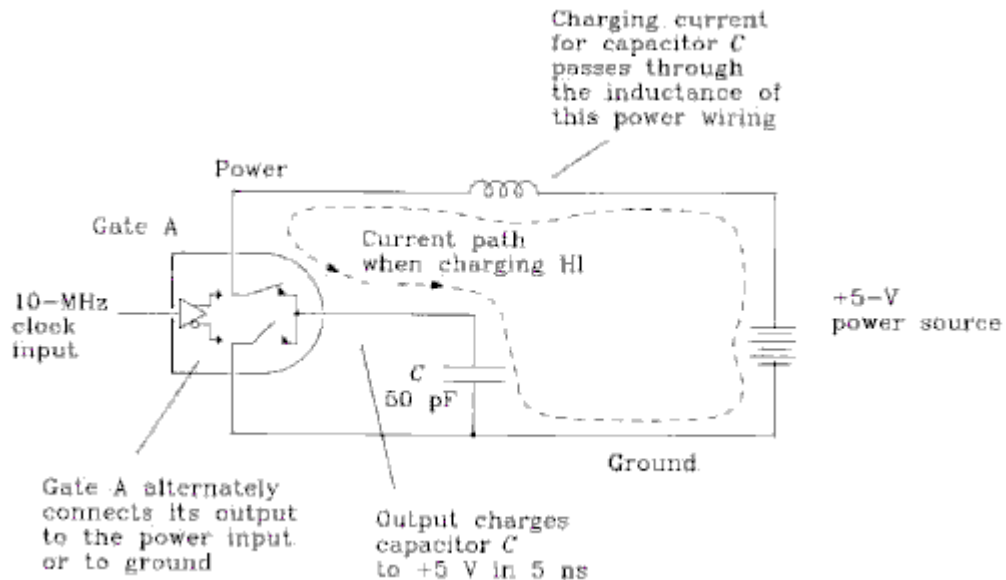 Charging current
for capacitor C
passes through
the inductance of
this power wiring
Power
Gate A
Current path
when charging HI
10-MHz
clock
input
+5-V
power source
C
50 pF
Ground
Gate A alternately
connects its output
to the power input
or to ground
Output charges
capacitor C
to +5 V in 5 ns